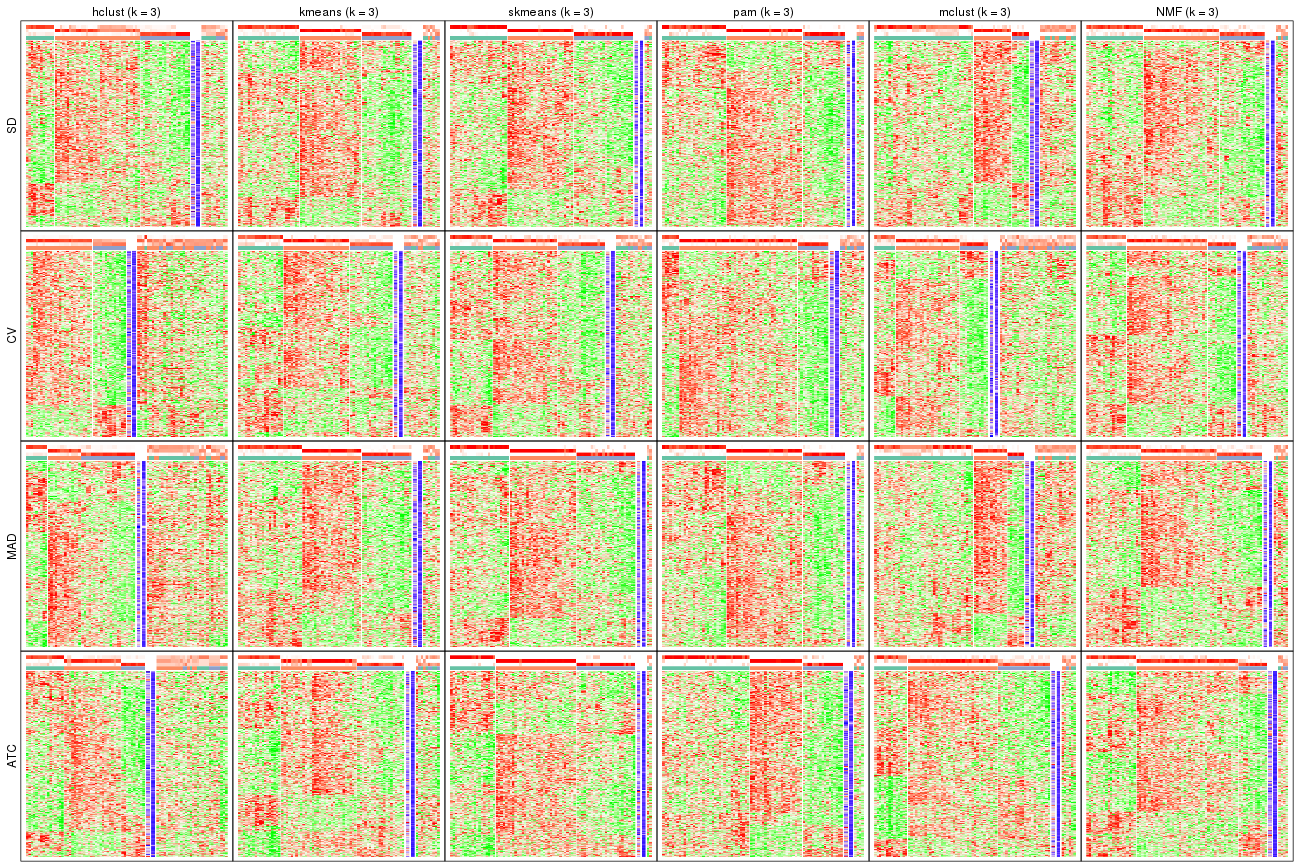 hclust (k = 3) kmeans (k = 3) skmeans (k = 3) pam (k = 3) mclust (k = 3) NMF (k = 3)
SD
CV
MAD
ATC